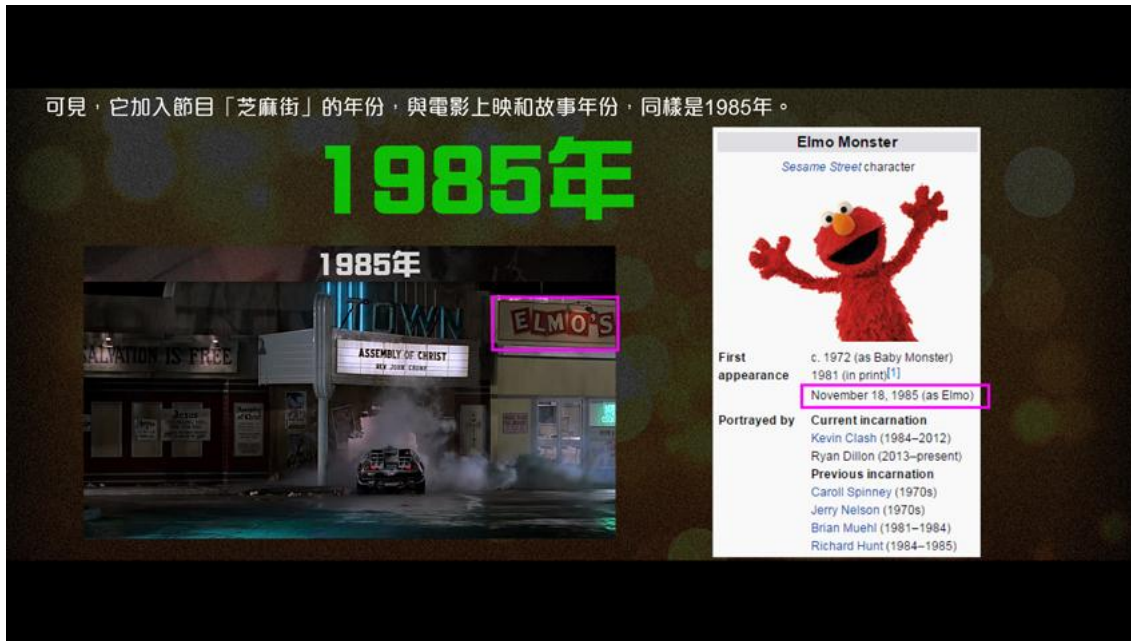 可見，它加入節目「芝麻街」的年份，與電影上映和故事年份，同樣是1985年。
1985年
1985年
TOWN
ELMO'S
SALVATION IS FREE
ASSEMBLY OF CHRIST
REV. JOHN CROWE
Jesus
Elmo Monster
Sesame Street character
First appearance
c. 1972 (as Baby Monster)
1981 (in print)[1]
November 18, 1985 (as Elmo)
Portrayed by
Current incarnation
Kevin Clash (1984–2012)
Ryan Dillon (2013–present)
Previous incarnation
Caroll Spinney (1970s)
Jerry Nelson (1970s)
Brian Muehl (1981–1984)
Richard Hunt (1984–1985)